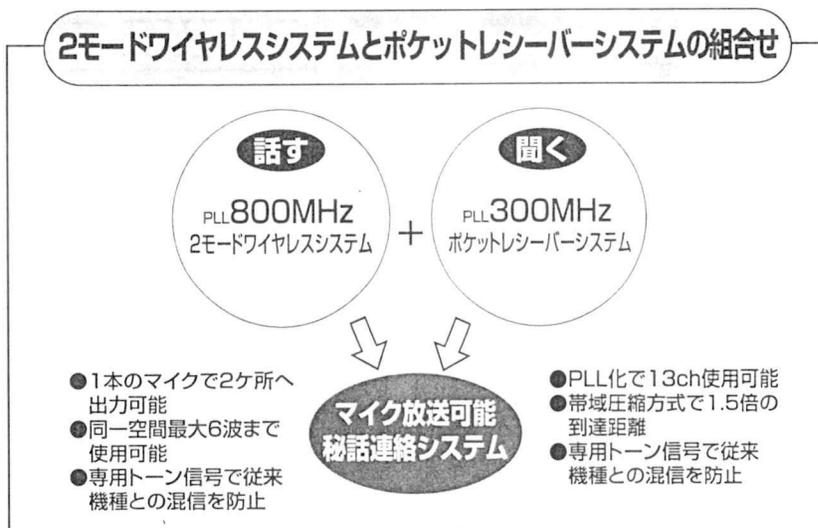 2モードワイヤレスシステムとポケットレシーバーシステムの組合せ
話す
PLL800MHz
2モードワイヤレスシステム
+
聞く
PLL300MHz
ポケットレシーバーシステム
●1本のマイクで2ケ所へ
出力可能
●同一空間最大6波まで
使用可能
●専用トーン信号で従来
機種との混信を防止
マイク放送可能
秘話連絡システム
●PLL化で13ch使用可能
●帯域圧縮方式で1.5倍の
到達距離
●専用トーン信号で従来
機種との混信を防止